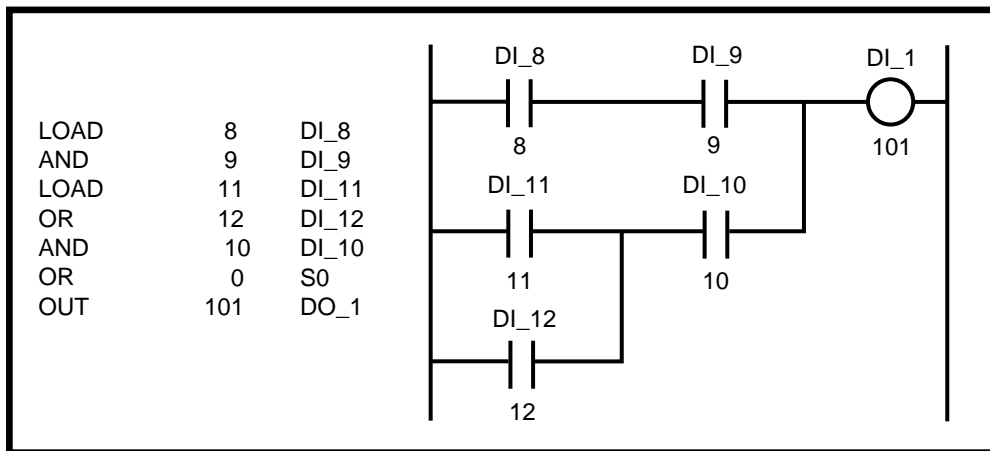 LOAD 8 DI_8
AND 9 DI_9
LOAD 11 DI_11
OR 12 DI_12
AND 10 DI_10
OR 0 S0
OUT 101 DO_1
DI_8 DI_9 DI_1
8 9 101
DI_11 DI_10
11 10
DI_12
12